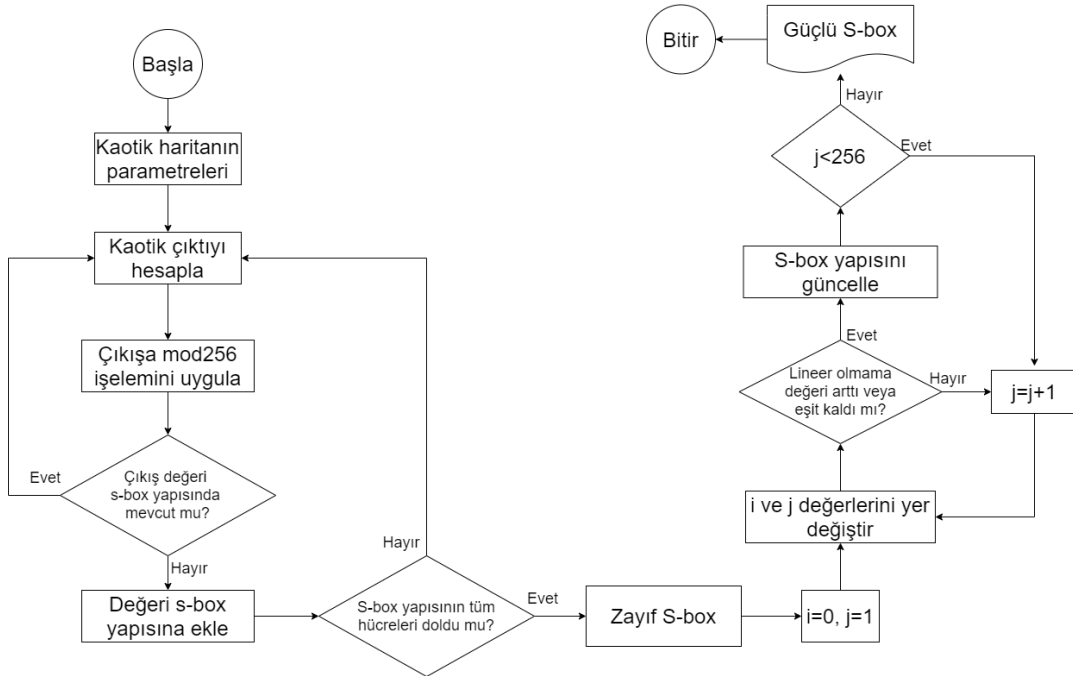 Başla
Kaotik haritanın
parametreleri
Kaotik çıktıyı
hesapla
Çıkışa mod256
işelemini uygula
Çıkış değeri
s-box yapısında
mevcut mu?
Evet
Hayır
Değeri s-box
yapısına ekle
S-box yapısının tüm
hücreleri doldu mu?
Hayır
Evet
Zayıf S-box
i=0, j=1
i ve j değerlerini yer
değiştir
Lineer olmama
değeri arttı veya
eşit kaldı mı?
Hayır
Evet
j=j+1
S-box yapısını
güncelle
j<256
Evet
Hayır
Güçlü S-box
Bitir